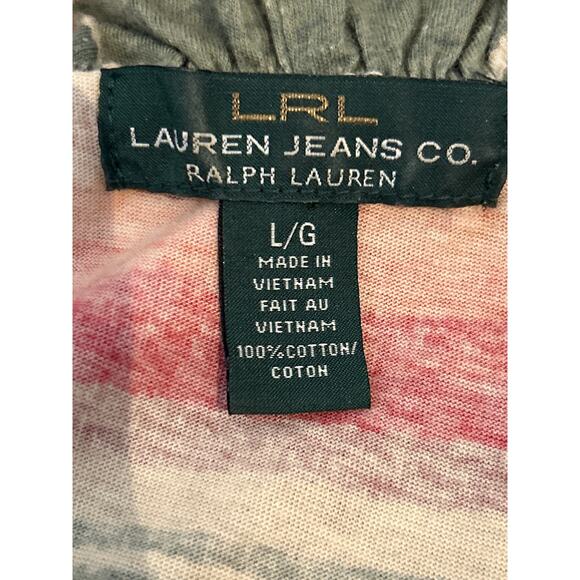 LRL
LAUREN JEANS CO.
RALPH LAUREN
L/G
MADE IN
VIETNAM
FAIT AU
VIETNAM
100%COTTON/
COTON